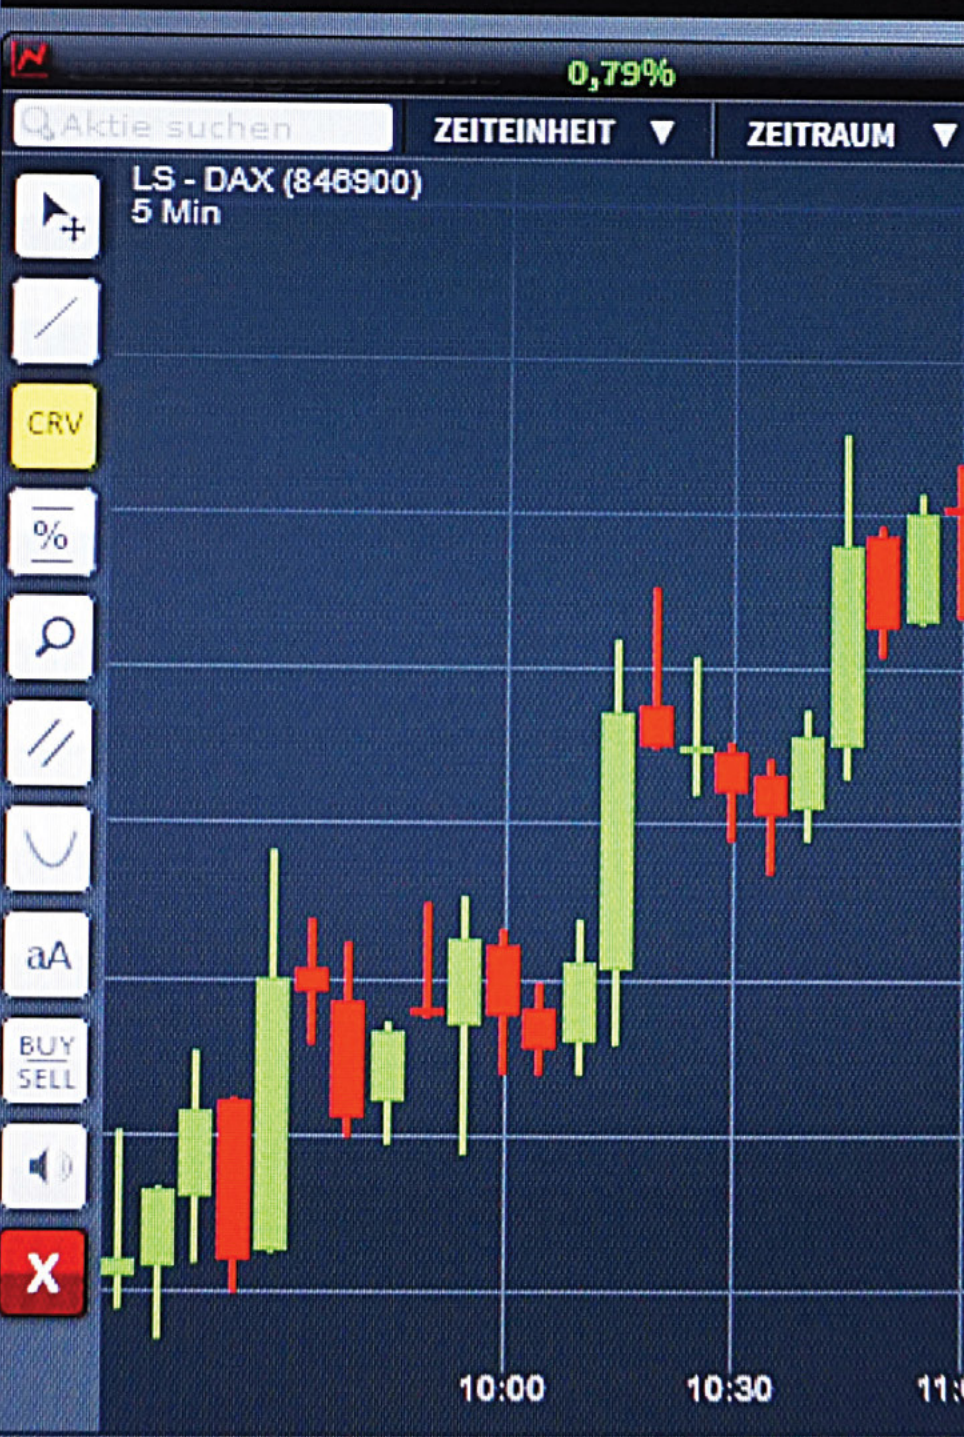 0,79%
Aktie suchen
ZEITEINHEIT ▼
ZEITRAUM ▼
LS - DAX (846900)
5 Min
CRV
%
aA
BUY
SELL
X
10:00
10:30